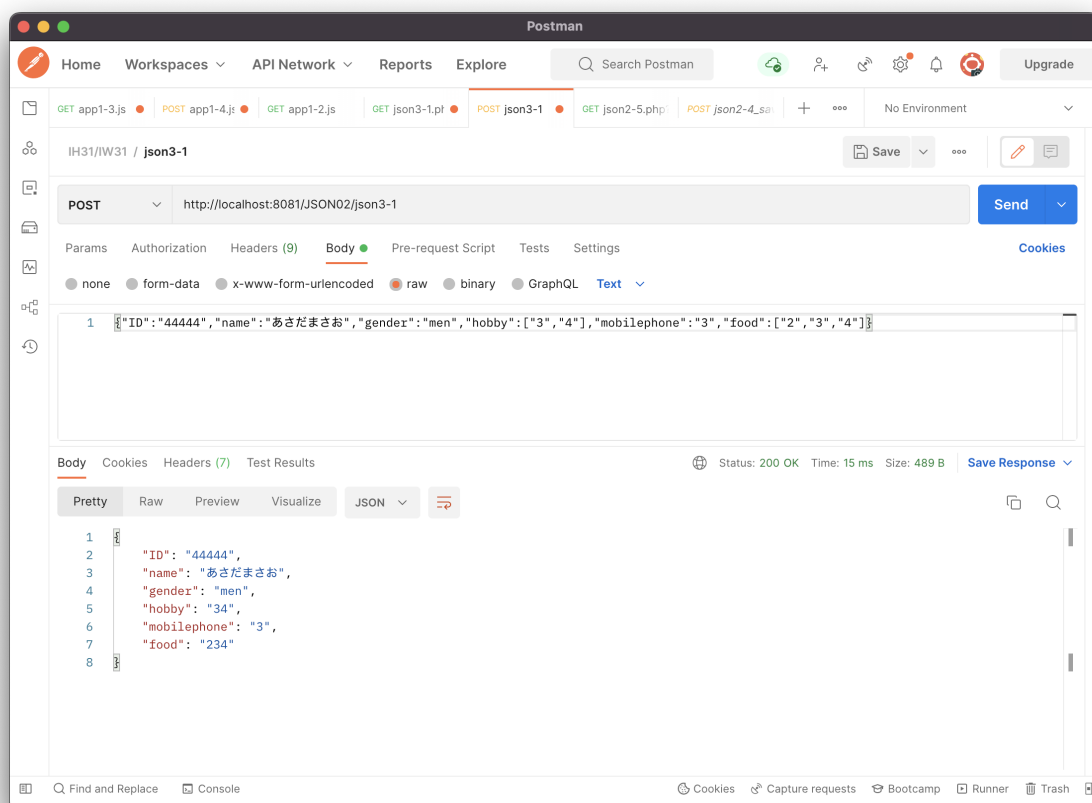 Postman
Home Workspaces API Network Reports Explore Search Postman Upgrade
GET app1-3.js POST app1-4.js GET app1-2.js GET json3-1.ph POST json3-1 GET json2-5.php POST json2-4_sa No Environment
IH31/IW31 / json3-1 Save
POST http://localhost:8081/JSON02/json3-1 Send
Params Authorization Headers (9) Body Pre-request Script Tests Settings Cookies
none form-data x-www-form-urlencoded raw binary GraphQL Text
1 {"ID":"44444","name":"あさだまさお","gender":"men","hobby":["3","4"],"mobilephone":"3","food":["2","3","4"]}
Body Cookies Headers (7) Test Results Status: 200 OK Time: 15 ms Size: 489 B Save Response
Pretty Raw Preview Visualize JSON
1 {
2 "ID": "44444",
3 "name": "あさだまさお",
4 "gender": "men",
5 "hobby": "34",
6 "mobilephone": "3",
7 "food": "234"
8 }
Find and Replace Console Cookies Capture requests Bootcamp Runner Trash